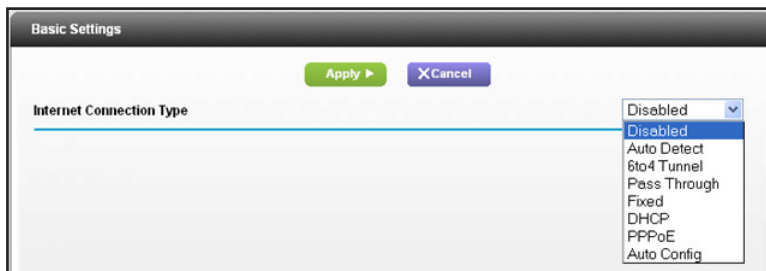 Basic Settings
Apply ▶ XCancel
Internet Connection Type Disabled
Disabled
Auto Detect
6to4 Tunnel
Pass Through
Fixed
DHCP
PPPoE
Auto Config